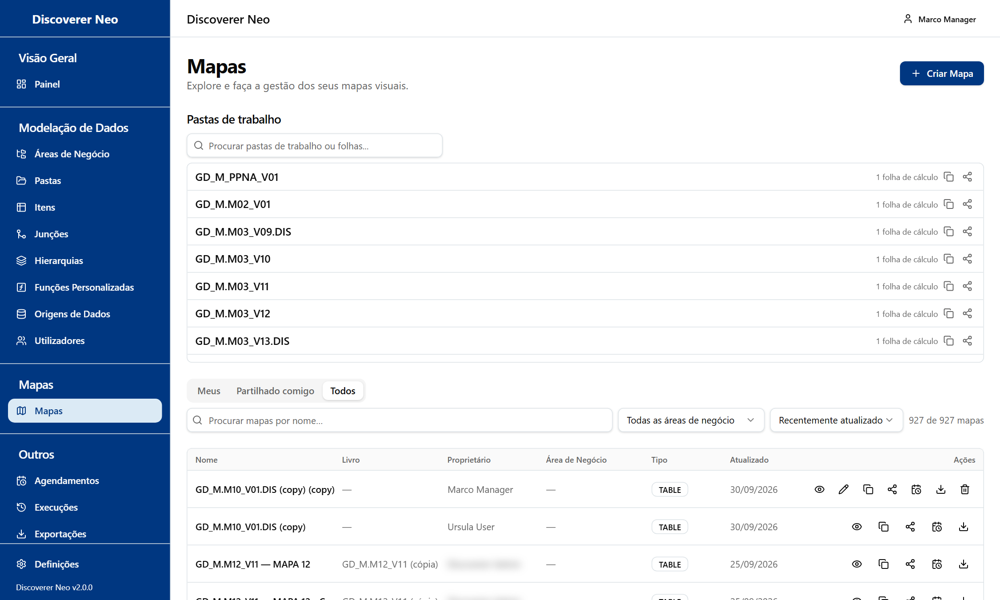 Discoverer Neo
Discoverer Neo
Marco Manager
Visão Geral
Painel
Modelação de Dados
Áreas de Negócio
Pastas
Itens
Junções
Hierarquias
Funções Personalizadas
Origens de Dados
Utilizadores
Mapas
Mapas
Outros
Agendamentos
Execuções
Exportações
Definições
Discoverer Neo v2.0.0
Mapas
Explore e faça a gestão dos seus mapas visuais.
Criar Mapa
Pastas de trabalho
Procurar pastas de trabalho ou folhas...
GD_M_PPNA_V01 1 folha de cálculo
GD_M.M02_V01 1 folha de cálculo
GD_M.M03_V09.DIS 1 folha de cálculo
GD_M.M03_V10 1 folha de cálculo
GD_M.M03_V11 1 folha de cálculo
GD_M.M03_V12 1 folha de cálculo
GD_M.M03_V13.DIS 1 folha de cálculo
Meus Partilhado comigo Todos
Procurar mapas por nome... Todas as áreas de negócio Recentemente atualizado 927 de 927 mapas
Nome Livro Proprietário Área de Negócio Tipo Atualizado Ações
GD_M.M10_V01.DIS (copy) (copy) — Marco Manager — TABLE 30/09/2026
GD_M.M10_V01.DIS (copy) — Ursula User — TABLE 30/09/2026
GD_M.M12_V11 — MAPA 12 GD_M.M12_V11 (cópia) — TABLE 25/09/2026